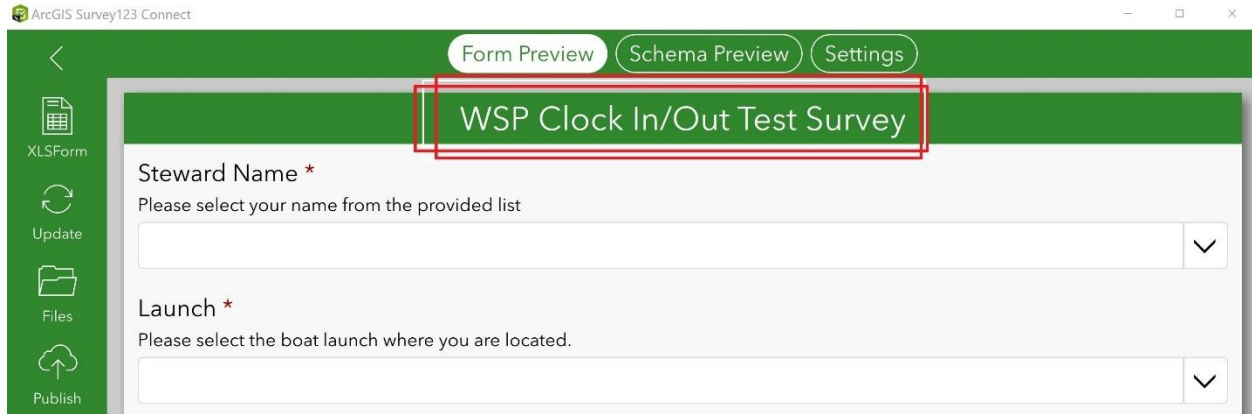 ArcGIS Survey123 Connect
Form Preview Schema Preview Settings
XLSForm
Update
Files
Publish
WSP Clock In/Out Test Survey
Steward Name *
Please select your name from the provided list
Launch *
Please select the boat launch where you are located.